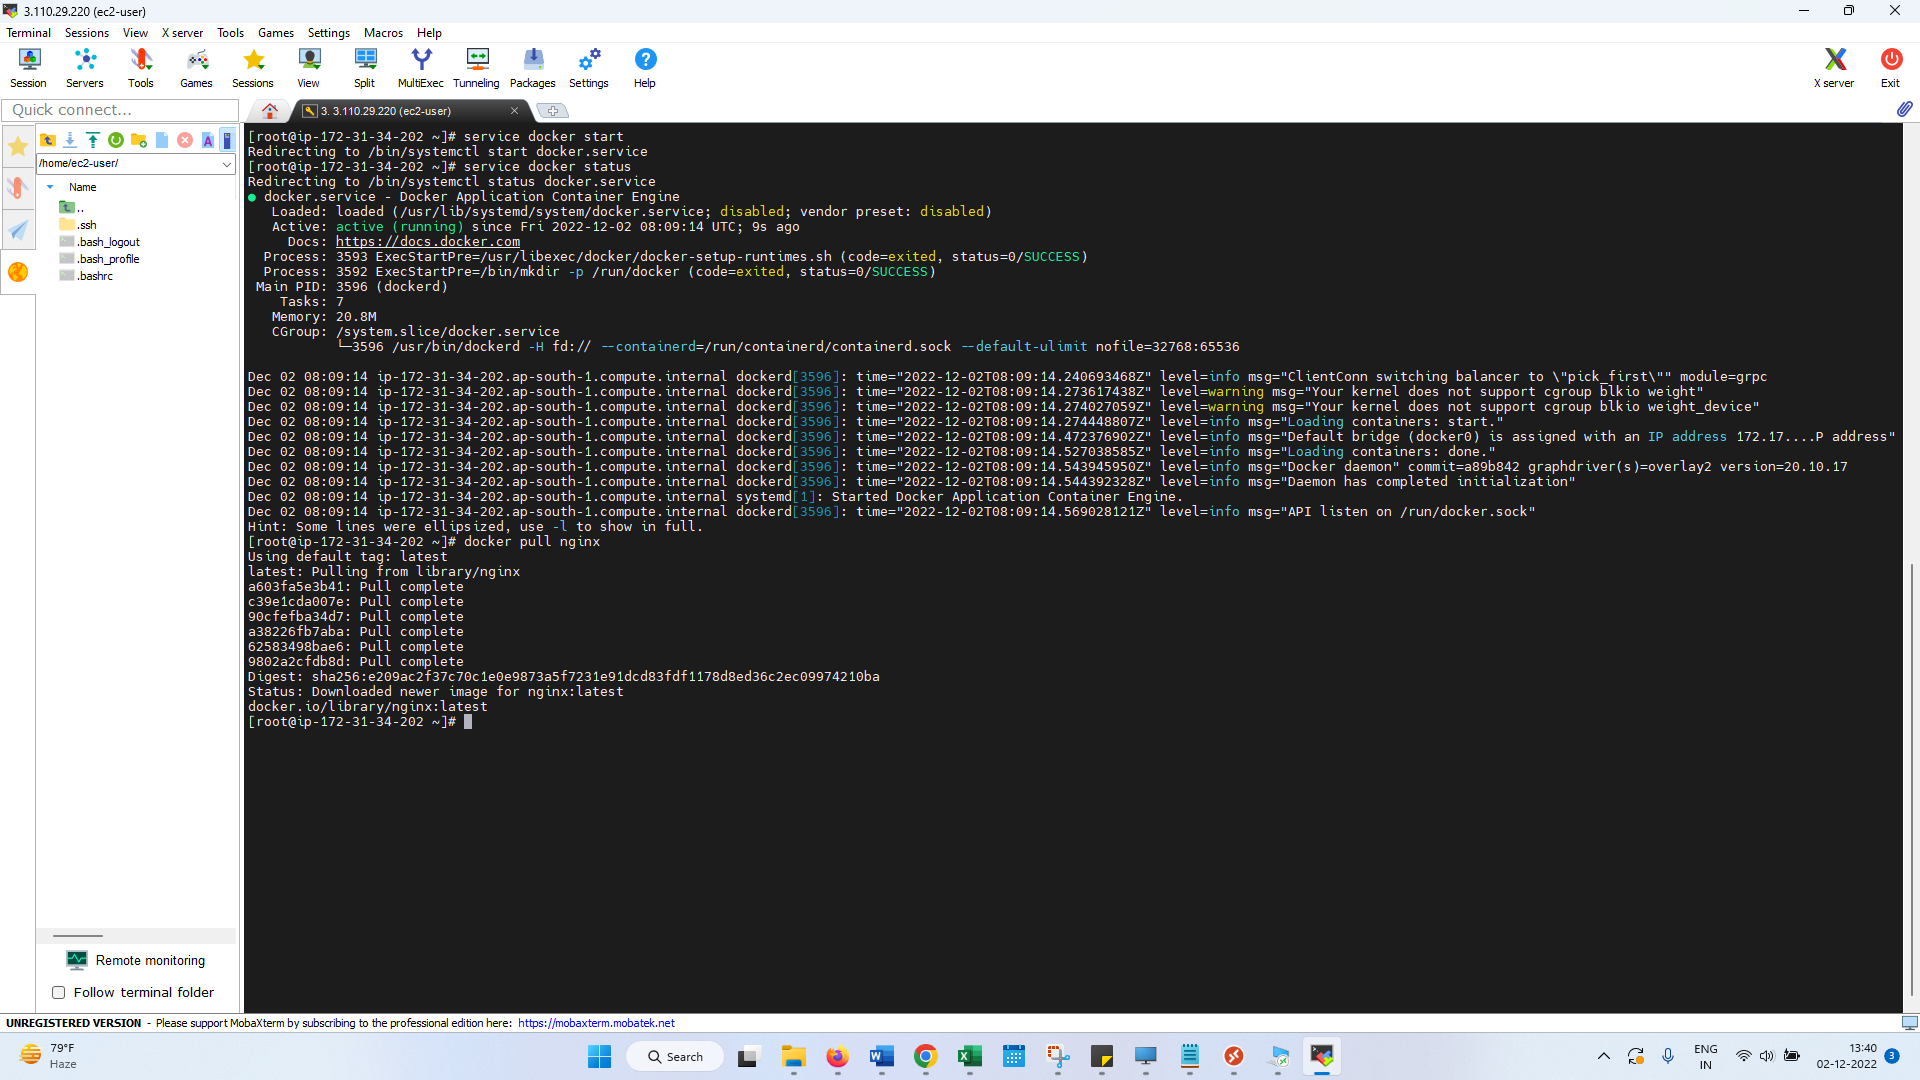 3.110.29.220 (ec2-user)
Terminal Sessions View X server Tools Games Settings Macros Help
Session Servers Tools Games Sessions View Split MultiExec Tunneling Packages Settings Help X server Exit
Quick connect...
3. 3.110.29.220 (ec2-user)
/home/ec2-user/
Name
..
.ssh
.bash_logout
.bash_profile
.bashrc
Remote monitoring
Follow terminal folder
[root@ip-172-31-34-202 ~]# service docker start
Redirecting to /bin/systemctl start docker.service
[root@ip-172-31-34-202 ~]# service docker status
Redirecting to /bin/systemctl status docker.service
● docker.service - Docker Application Container Engine
Loaded: loaded (/usr/lib/systemd/system/docker.service; disabled; vendor preset: disabled)
Active: active (running) since Fri 2022-12-02 08:09:14 UTC; 9s ago
Docs: https://docs.docker.com
Process: 3593 ExecStartPre=/usr/libexec/docker/docker-setup-runtimes.sh (code=exited, status=0/SUCCESS)
Process: 3592 ExecStartPre=/bin/mkdir -p /run/docker (code=exited, status=0/SUCCESS)
Main PID: 3596 (dockerd)
Tasks: 7
Memory: 20.8M
CGroup: /system.slice/docker.service
└─3596 /usr/bin/dockerd -H fd:// --containerd=/run/containerd/containerd.sock --default-ulimit nofile=32768:65536
Dec 02 08:09:14 ip-172-31-34-202.ap-south-1.compute.internal dockerd[3596]: time="2022-12-02T08:09:14.240693468Z" level=info msg="ClientConn switching balancer to \"pick_first\"" module=grpc
Dec 02 08:09:14 ip-172-31-34-202.ap-south-1.compute.internal dockerd[3596]: time="2022-12-02T08:09:14.273617438Z" level=warning msg="Your kernel does not support cgroup blkio weight"
Dec 02 08:09:14 ip-172-31-34-202.ap-south-1.compute.internal dockerd[3596]: time="2022-12-02T08:09:14.274027059Z" level=warning msg="Your kernel does not support cgroup blkio weight_device"
Dec 02 08:09:14 ip-172-31-34-202.ap-south-1.compute.internal dockerd[3596]: time="2022-12-02T08:09:14.274448807Z" level=info msg="Loading containers: start."
Dec 02 08:09:14 ip-172-31-34-202.ap-south-1.compute.internal dockerd[3596]: time="2022-12-02T08:09:14.472376902Z" level=info msg="Default bridge (docker0) is assigned with an IP address 172.17....P address"
Dec 02 08:09:14 ip-172-31-34-202.ap-south-1.compute.internal dockerd[3596]: time="2022-12-02T08:09:14.527038585Z" level=info msg="Loading containers: done."
Dec 02 08:09:14 ip-172-31-34-202.ap-south-1.compute.internal dockerd[3596]: time="2022-12-02T08:09:14.543945950Z" level=info msg="Docker daemon" commit=a89b842 graphdriver(s)=overlay2 version=20.10.17
Dec 02 08:09:14 ip-172-31-34-202.ap-south-1.compute.internal dockerd[3596]: time="2022-12-02T08:09:14.544392328Z" level=info msg="Daemon has completed initialization"
Dec 02 08:09:14 ip-172-31-34-202.ap-south-1.compute.internal systemd[1]: Started Docker Application Container Engine.
Dec 02 08:09:14 ip-172-31-34-202.ap-south-1.compute.internal dockerd[3596]: time="2022-12-02T08:09:14.569028121Z" level=info msg="API listen on /run/docker.sock"
Hint: Some lines were ellipsized, use -l to show in full.
[root@ip-172-31-34-202 ~]# docker pull nginx
Using default tag: latest
latest: Pulling from library/nginx
a603fa5e3b41: Pull complete
c39e1cda007e: Pull complete
90cfefba34d7: Pull complete
a38226fb7aba: Pull complete
62583498bae6: Pull complete
9802a2cfdb8d: Pull complete
Digest: sha256:e209ac2f37c70c1e0e9873a5f7231e91dcd83fdf1178d8ed36c2ec09974210ba
Status: Downloaded newer image for nginx:latest
docker.io/library/nginx:latest
[root@ip-172-31-34-202 ~]#
UNREGISTERED VERSION - Please support MobaXterm by subscribing to the professional edition here: https://mobaxterm.mobatek.net
79°F
Haze
Search
ENG
IN
13:40
02-12-2022
3